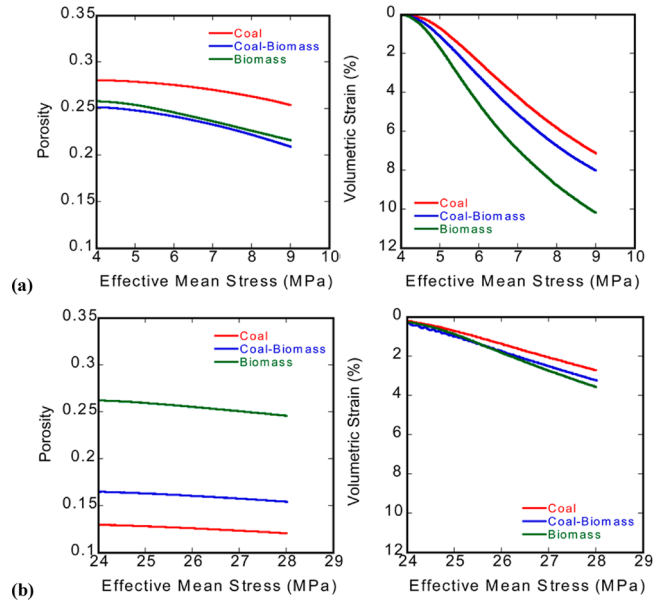 0.35
0.3
0.25
0.2
0.15
0.1
Porosity
Coal
Coal-Biomass
Biomass
4 5 6 7 8 9 10
Effective Mean Stress (MPa)
0
2
4
6
8
10
12
Volumetric Strain (%)
Coal
Coal-Biomass
Biomass
4 5 6 7 8 9 10
Effective Mean Stress (MPa)
(a)
0.35
0.3
0.25
0.2
0.15
0.1
Porosity
Coal
Coal-Biomass
Biomass
24 25 26 27 28 29
Effective Mean Stress (MPa)
0
2
4
6
8
10
12
Volumetric Strain (%)
Coal
Coal-Biomass
Biomass
24 25 26 27 28 29
Effective Mean Stress (MPa)
(b)